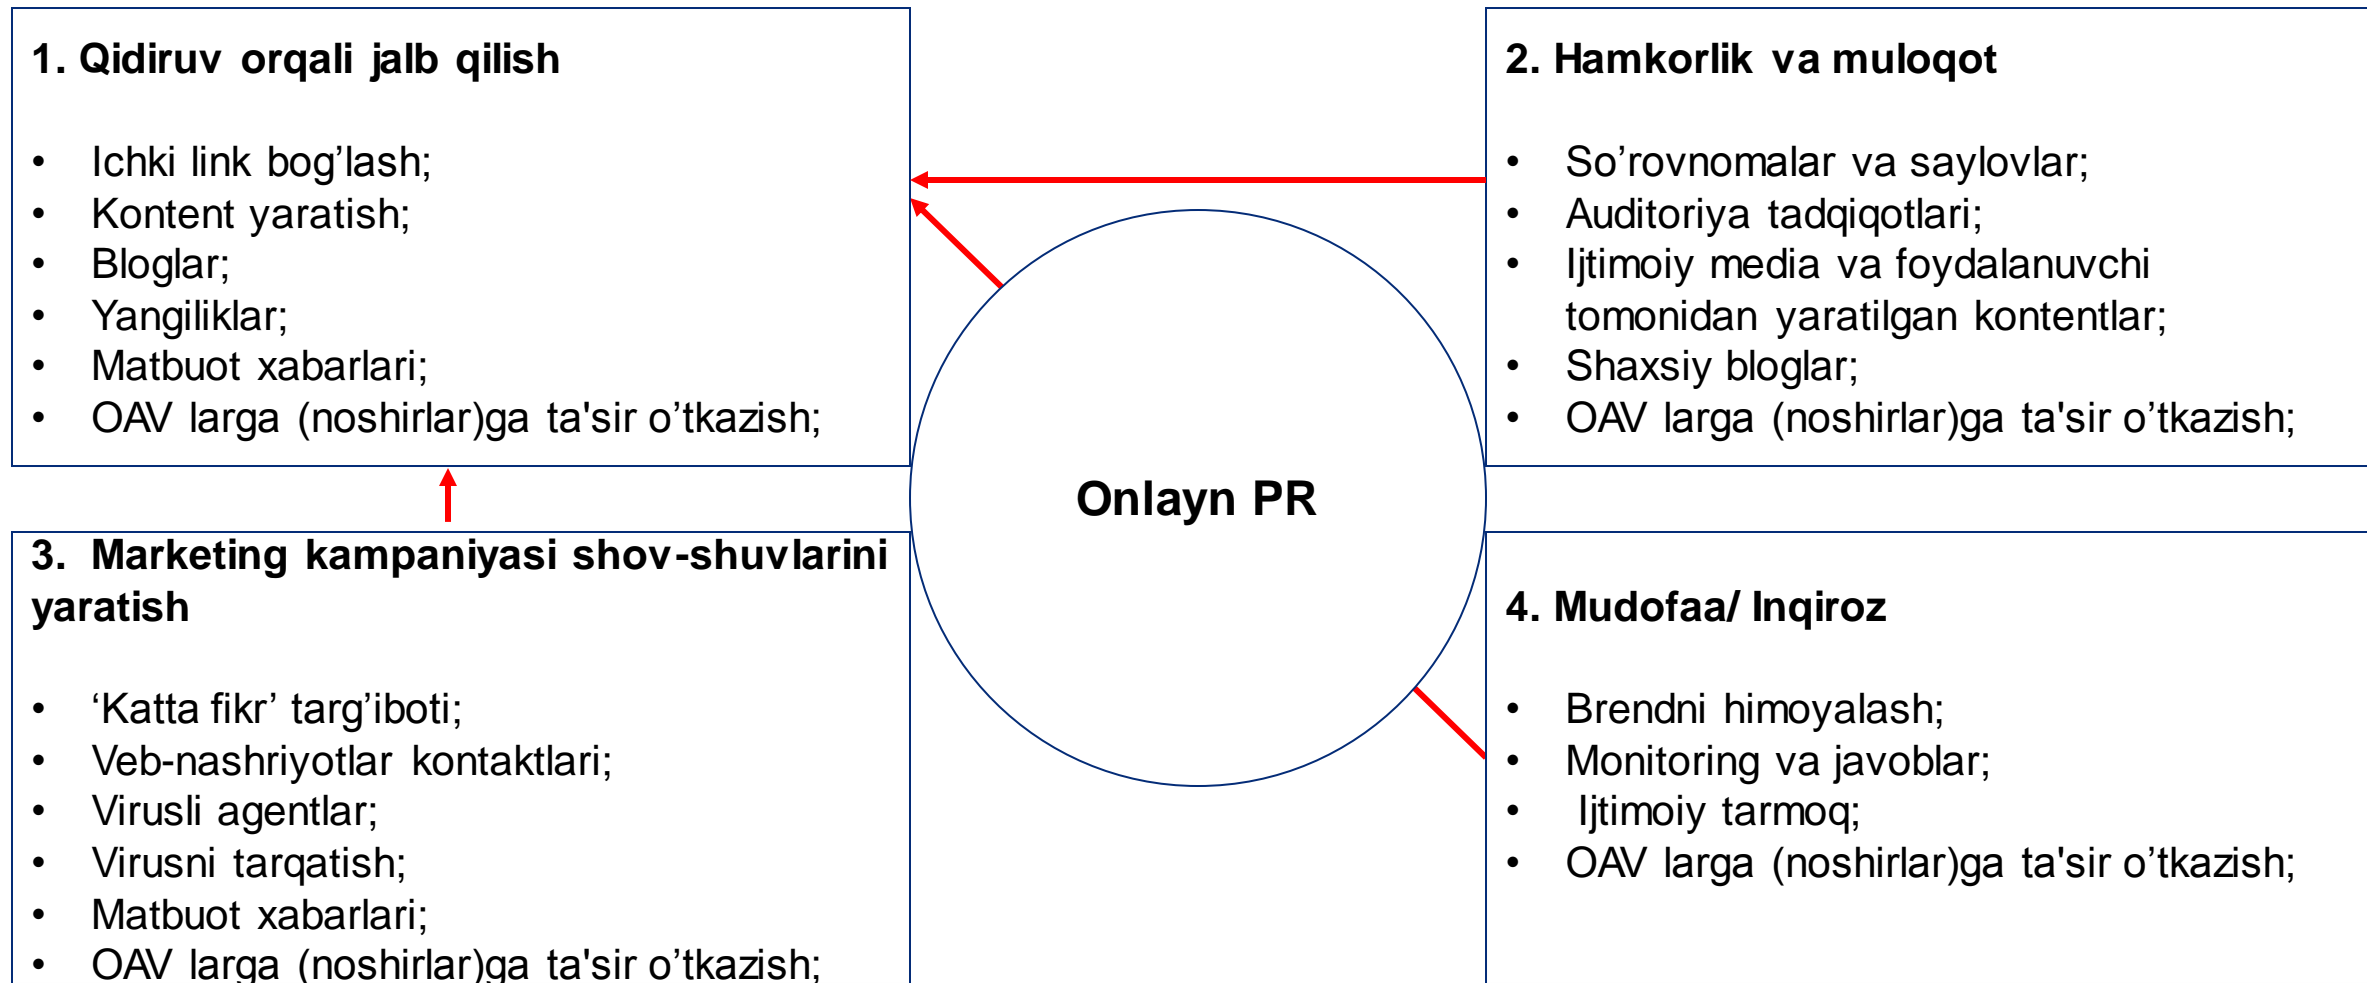 1. Qidiruv orqali jalb qilish
• Ichki link bog’lash;
• Kontent yaratish;
• Bloglar;
• Yangiliklar;
• Matbuot xabarlari;
• OAV larga (noshirlar)ga ta'sir o’tkazish;
2. Hamkorlik va muloqot
• So’rovnomalar va saylovlar;
• Auditoriya tadqiqotlari;
• Ijtimoiy media va foydalanuvchi
tomonidan yaratilgan kontentlar;
• Shaxsiy bloglar;
• OAV larga (noshirlar)ga ta'sir o’tkazish;
Onlayn PR
3. Marketing kampaniyasi shov-shuvlarini
yaratish
• ‘Katta fikr’ targ’iboti;
• Veb-nashriyotlar kontaktlari;
• Virusli agentlar;
• Virusni tarqatish;
• Matbuot xabarlari;
• OAV larga (noshirlar)ga ta'sir o’tkazish;
4. Mudofaa/ Inqiroz
• Brendni himoyalash;
• Monitoring va javoblar;
• Ijtimoiy tarmoq;
• OAV larga (noshirlar)ga ta'sir o’tkazish;